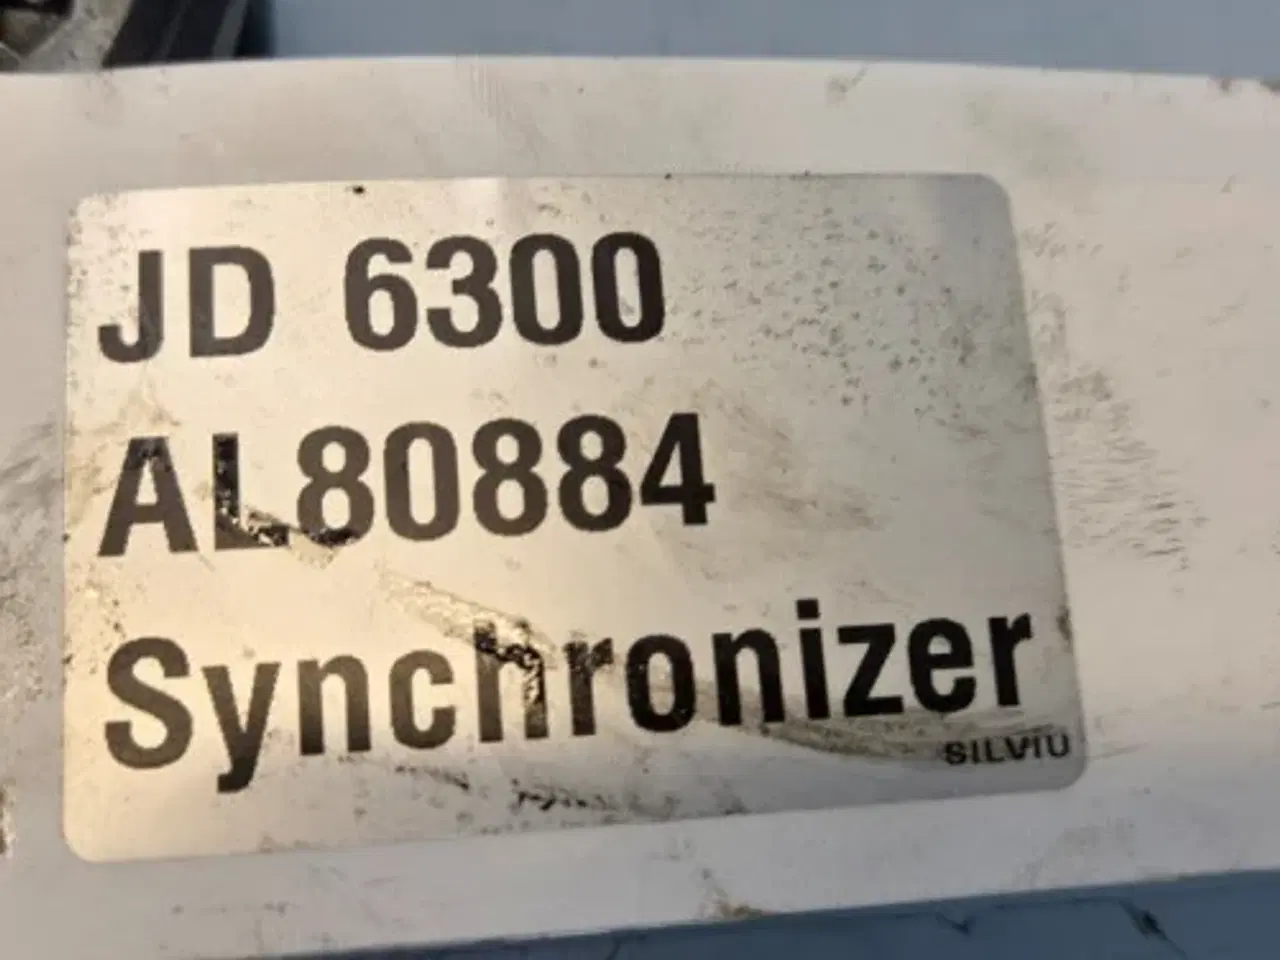 JD 6300
AL80884
Synchronizer
SILVIU